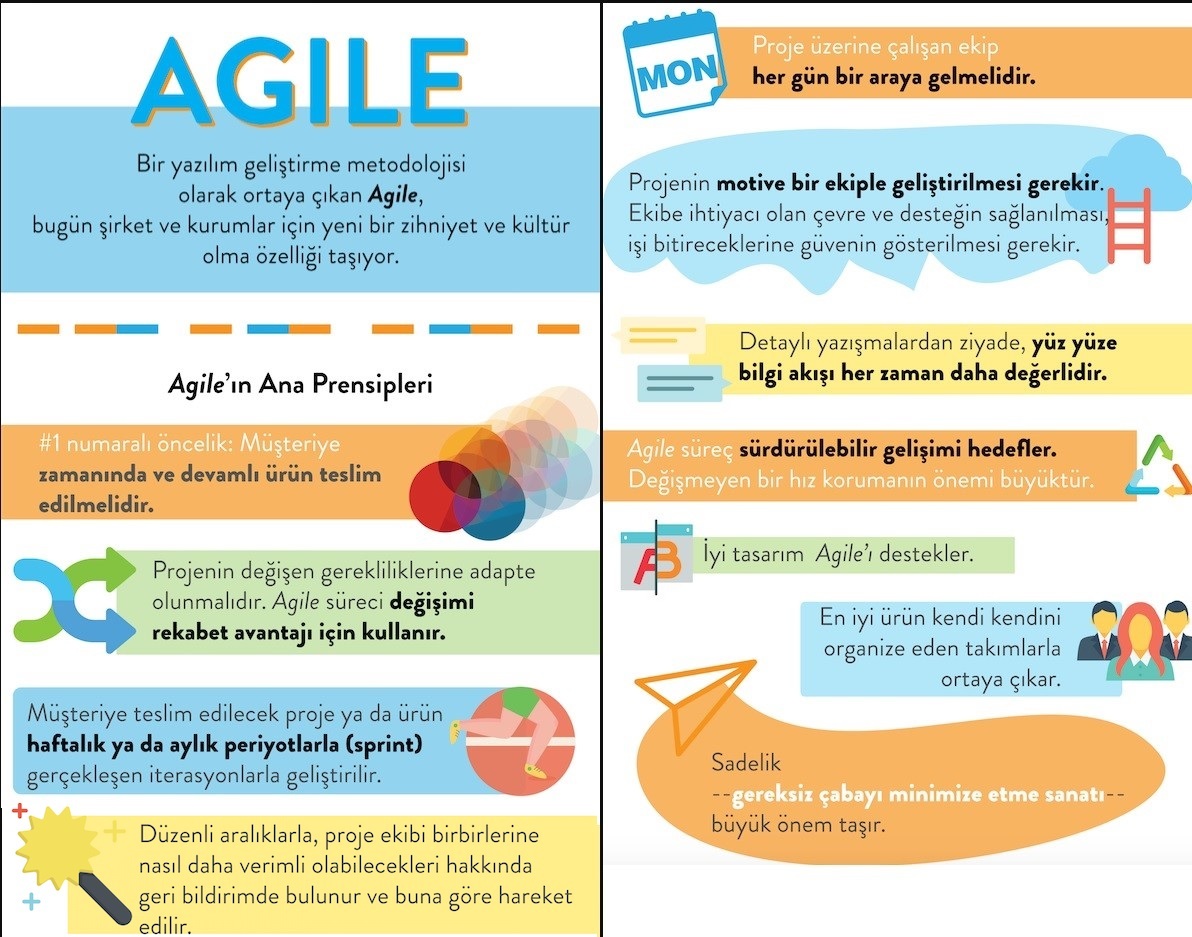 AGILE
Bir yazılım geliştirme metodolojisi
olarak ortaya çıkan Agile,
bugün şirket ve kurumlar için yeni bir zihniyet ve kültür
olma özelliği taşıyor.
Agile'ın Ana Prensipleri
#1 numaralı öncelik: Müşteriye
zamanında ve devamlı ürün teslim
edilmelidir.
Projenin değişen gerekliliklerine adapte
olunmalıdır. Agile süreci değişimi
rekabet avantajı için kullanır.
Müşteriye teslim edilecek proje ya da ürün
haftalık ya da aylık periyotlarla (sprint)
gerçekleşen iterasyonlarla geliştirilir.
Düzenli aralıklarla, proje ekibi birbirlerine
nasıl daha verimli olabilecekleri hakkında
geri bildirimde bulunur ve buna göre hareket
edilir.
MON
Proje üzerine çalışan ekip
her gün bir araya gelmelidir.
Projenin motive bir ekiple geliştirilmesi gerekir.
Ekibe ihtiyacı olan çevre ve desteğin sağlanılması,
işi bitireceklerine güvenin gösterilmesi gerekir.
Detaylı yazışmalardan ziyade, yüz yüze
bilgi akışı her zaman daha değerlidir.
Agile süreç sürdürülebilir gelişimi hedefler.
Değişmeyen bir hız korumanın önemi büyüktür.
AB
İyi tasarım Agile'ı destekler.
En iyi ürün kendi kendini
organize eden takımlarla
ortaya çıkar.
Sadelik
--gereksiz çabayı minimize etme sanatı--
büyük önem taşır.